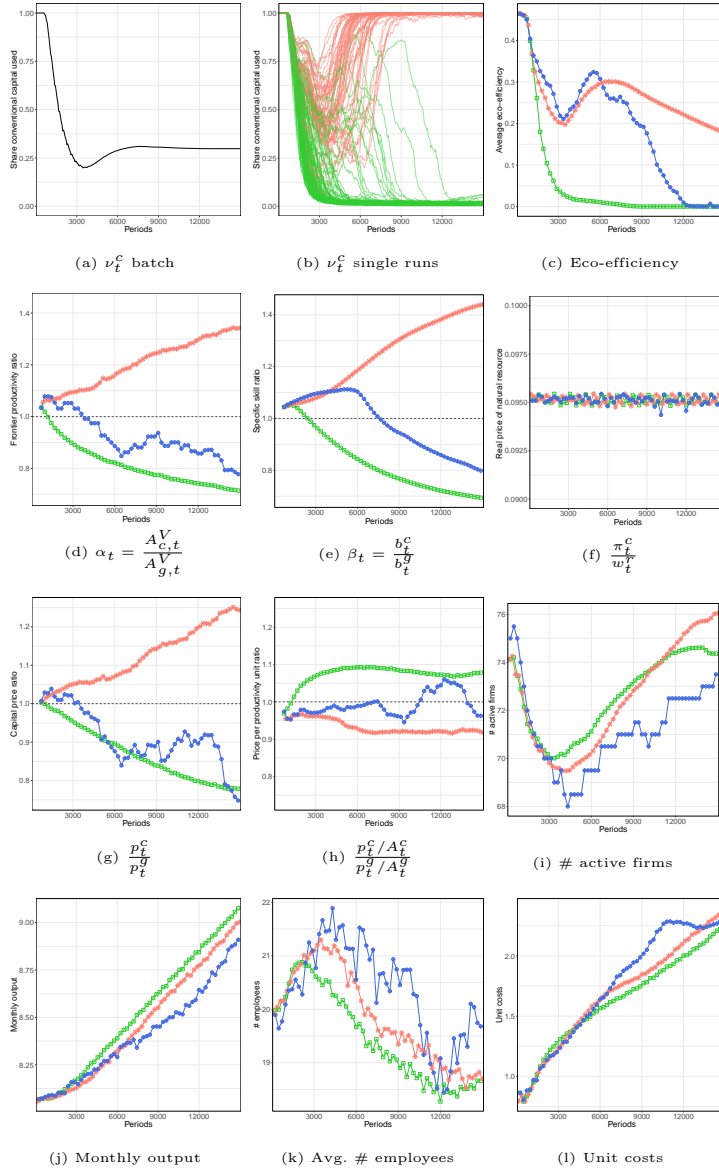 Share conventional capital used
1.00
0.75
0.50
0.25
0.00
3000 6000 9000 12000
Periods
(a) ν_t^c batch
Share conventional capital used
1.00
0.75
0.50
0.25
0.00
3000 6000 9000 12000
Periods
(b) ν_t^c single runs
Average eco-efficiency
0.4
0.2
0.0
3000 6000 9000 12000
Periods
(c) Eco-efficiency
Frontier productivity ratio
1.4
1.2
1.0
0.8
3000 6000 9000 12000
Periods
(d) α_t = A_{c,t}^V / A_{g,t}^V
Specific skill ratio
1.4
1.2
1.0
0.8
3000 6000 9000 12000
Periods
(e) β_t = b_t^c / b_t^g
Real price of natural resource
0.1000
0.0975
0.0950
0.0925
0.0900
3000 6000 9000 12000
Periods
(f) π_t^c / w_t^r
Capital price ratio
1.2
1.1
1.0
0.9
0.8
3000 6000 9000 12000
Periods
(g) p_t^c / p_t^g
Price per productivity unit ratio
1.2
1.1
1.0
0.9
0.8
3000 6000 9000 12000
Periods
(h) p_t^c/A_t^c / p_t^g/A_t^g
# active firms
76
74
72
70
68
3000 6000 9000 12000
Periods
(i) # active firms
Monthly output
9.00
8.75
8.50
8.25
3000 6000 9000 12000
Periods
(j) Monthly output
# employees
22
21
20
19
3000 6000 9000 12000
Periods
(k) Avg. # employees
Unit costs
2.0
1.5
1.0
3000 6000 9000 12000
Periods
(l) Unit costs